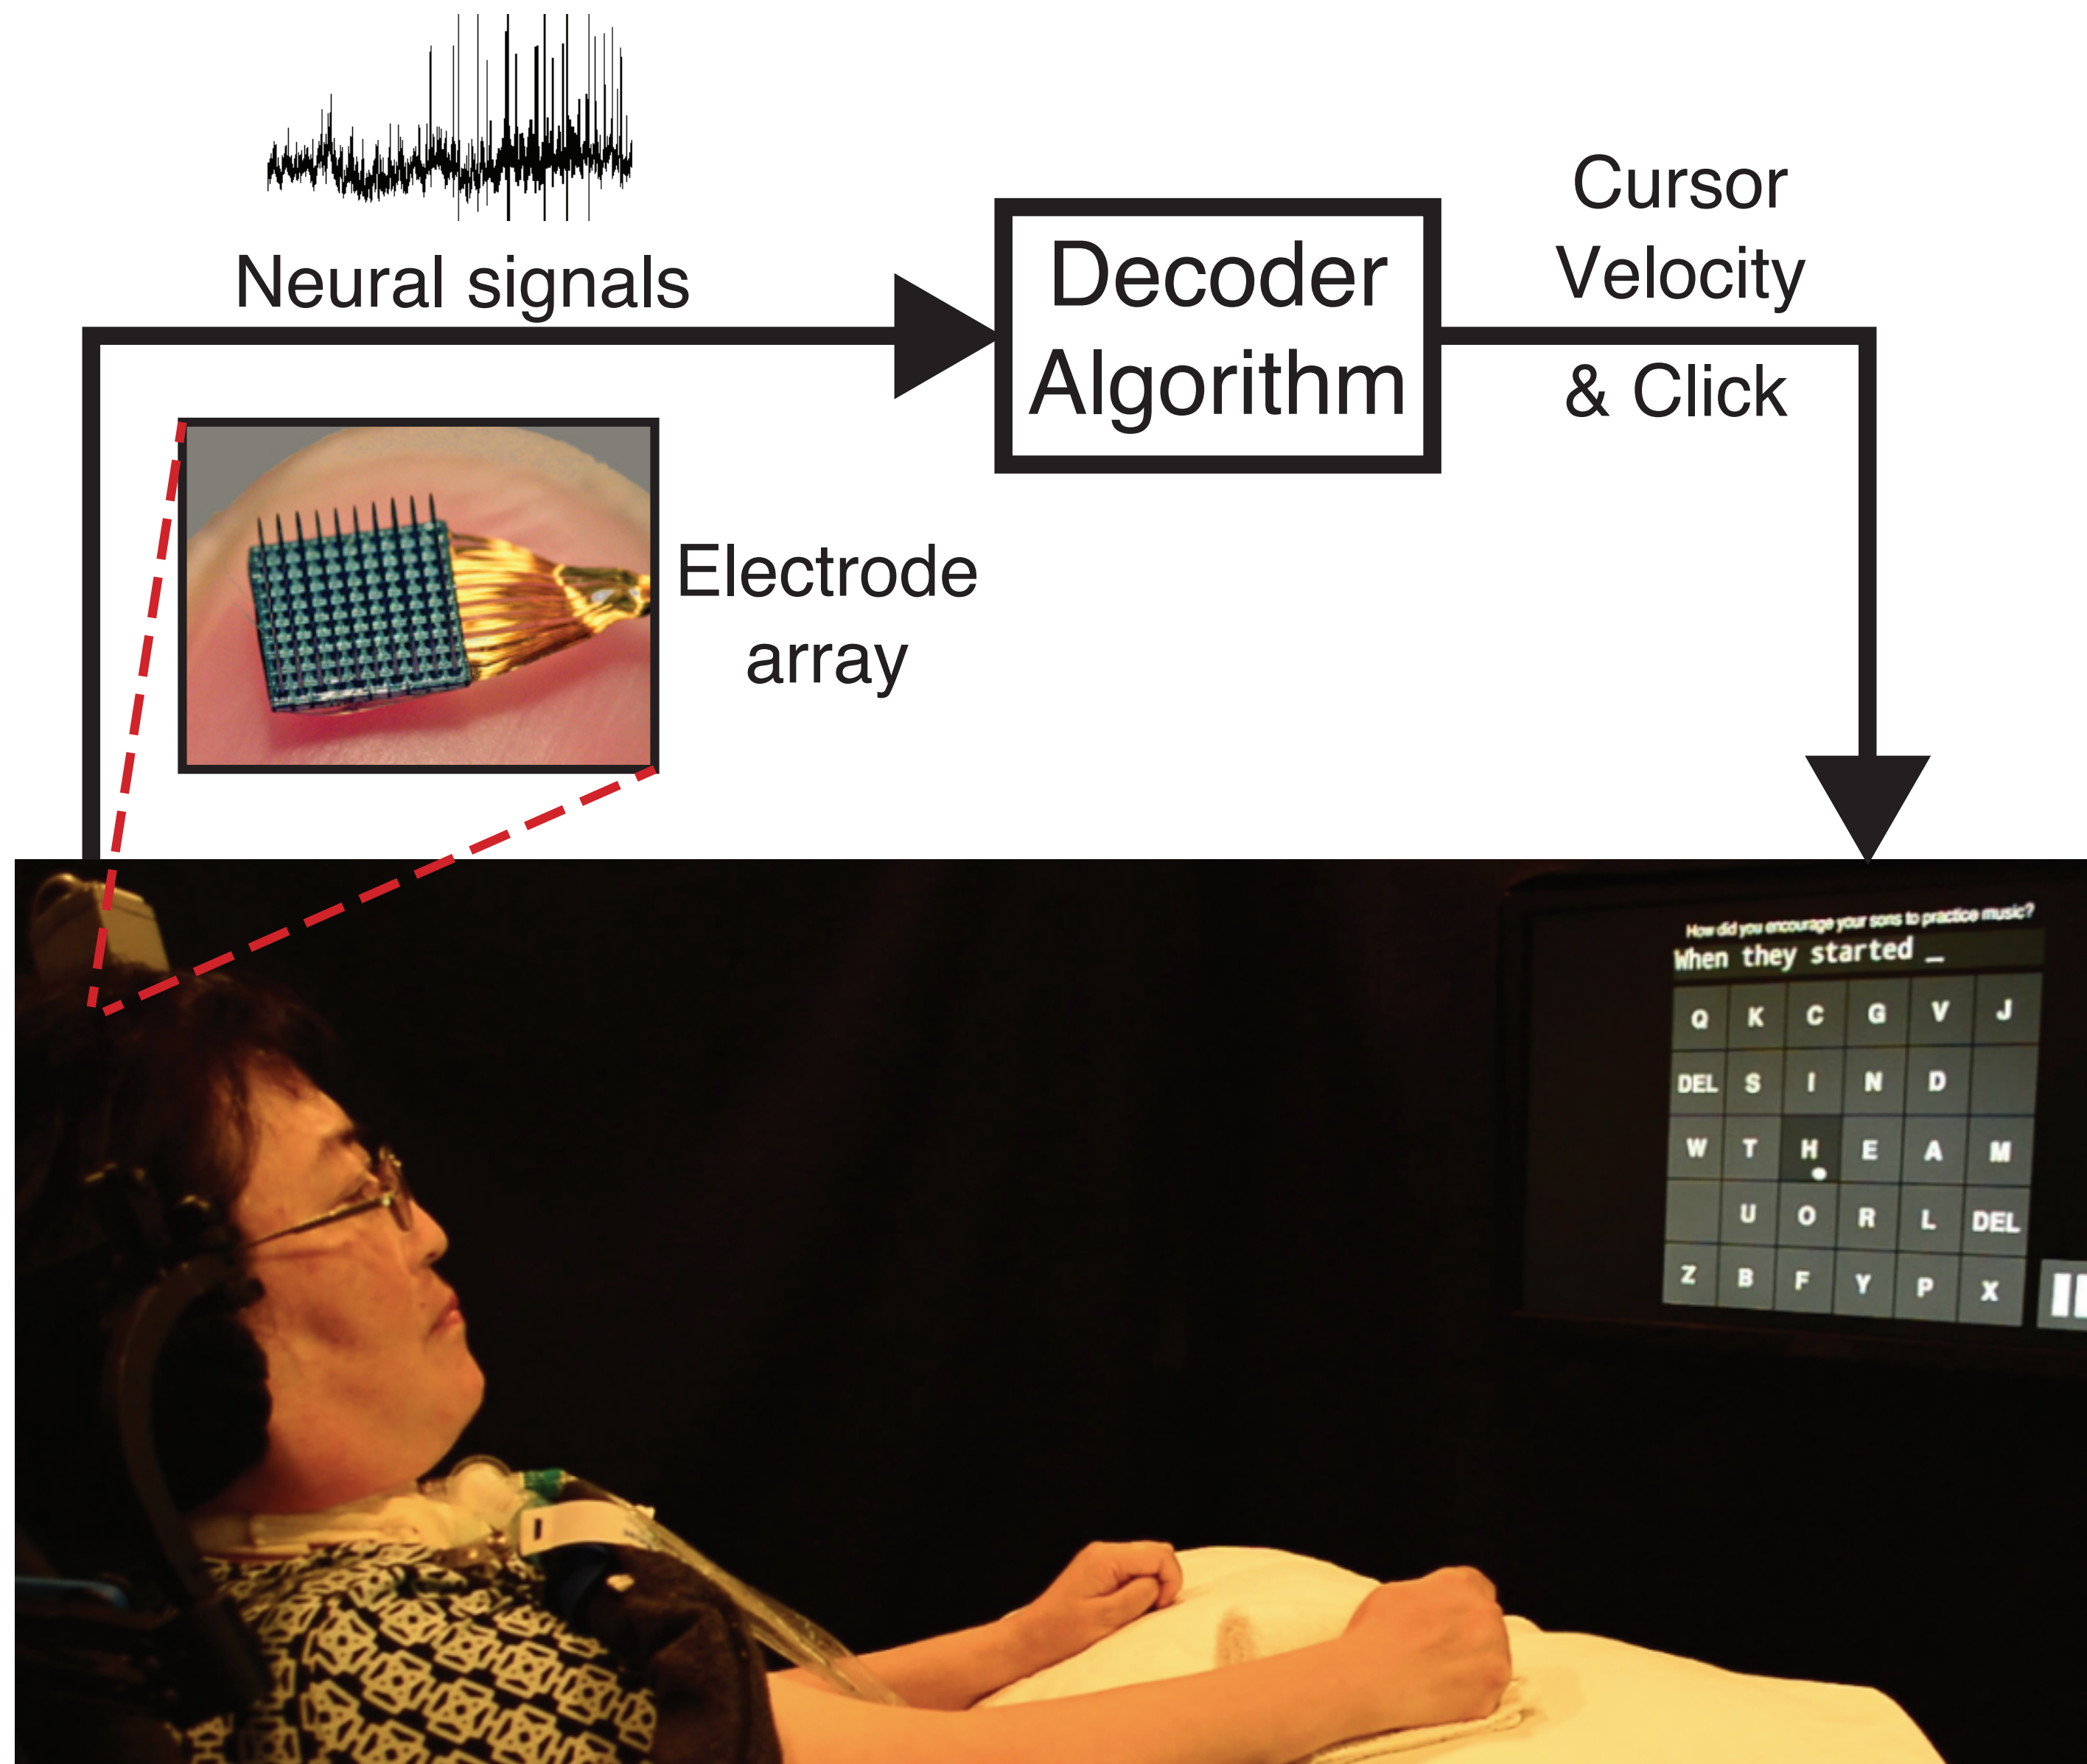 Neural signals
Decoder
Algorithm
Cursor
Velocity
& Click
Electrode
array
How did you encourage your sons to practice music?
When they started _
Q K C G V J
DEL S I N D
W T H E A M
U O R L DEL
Z B F Y P X